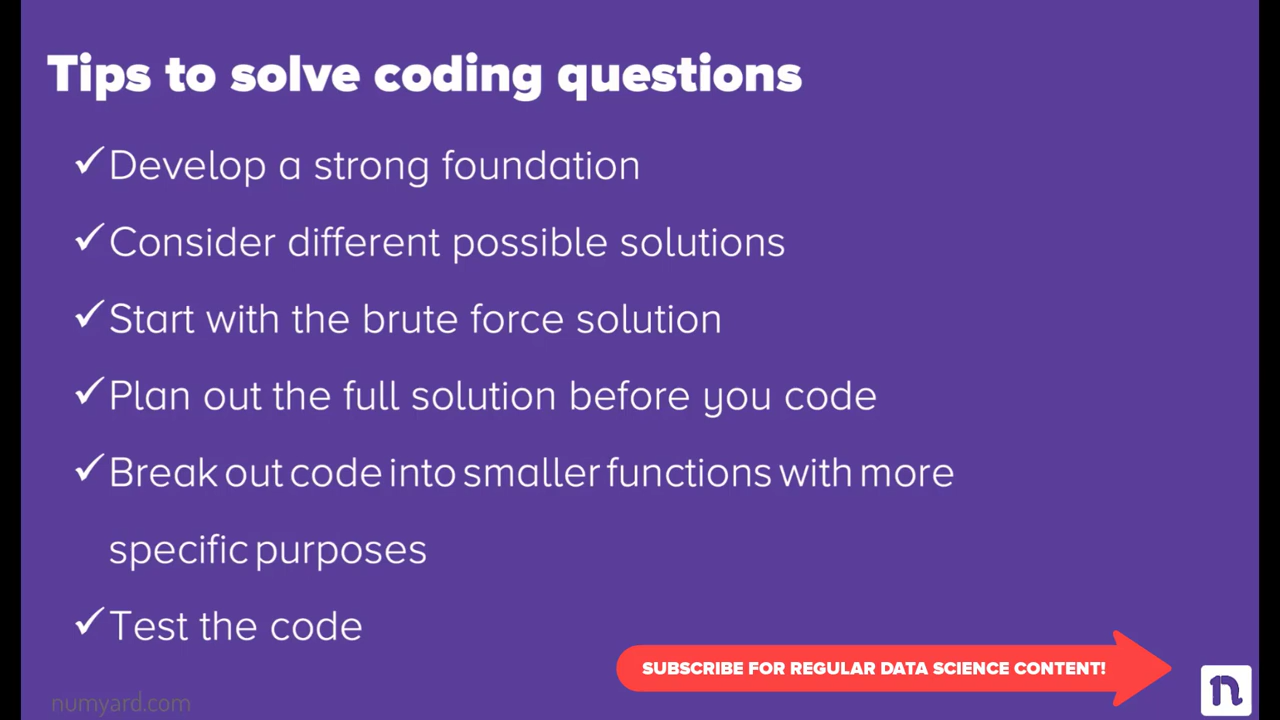 Tips to solve coding questions
✓Develop a strong foundation
✓Consider different possible solutions
✓Start with the brute force solution
✓Plan out the full solution before you code
✓Break out code into smaller functions with more
specific purposes
✓Test the code
SUBSCRIBE FOR REGULAR DATA SCIENCE CONTENT!
n
numyard.com